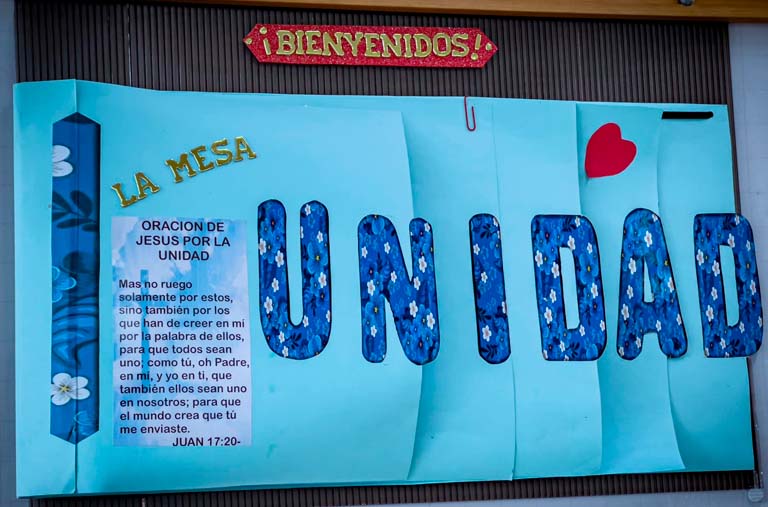 ¡BIENVENIDOS!
LA MESA
UNIDAD
ORACION DE
JESUS POR LA
UNIDAD
Mas no ruego
solamente por estos,
sino también por los
que han de creer en mi
por la palabra de ellos,
para que todos sean
uno; como tú, oh Padre,
en mi, y yo en ti, que
también ellos sean uno
en nosotros; para que
el mundo crea que tú
me enviaste.
JUAN 17:20-